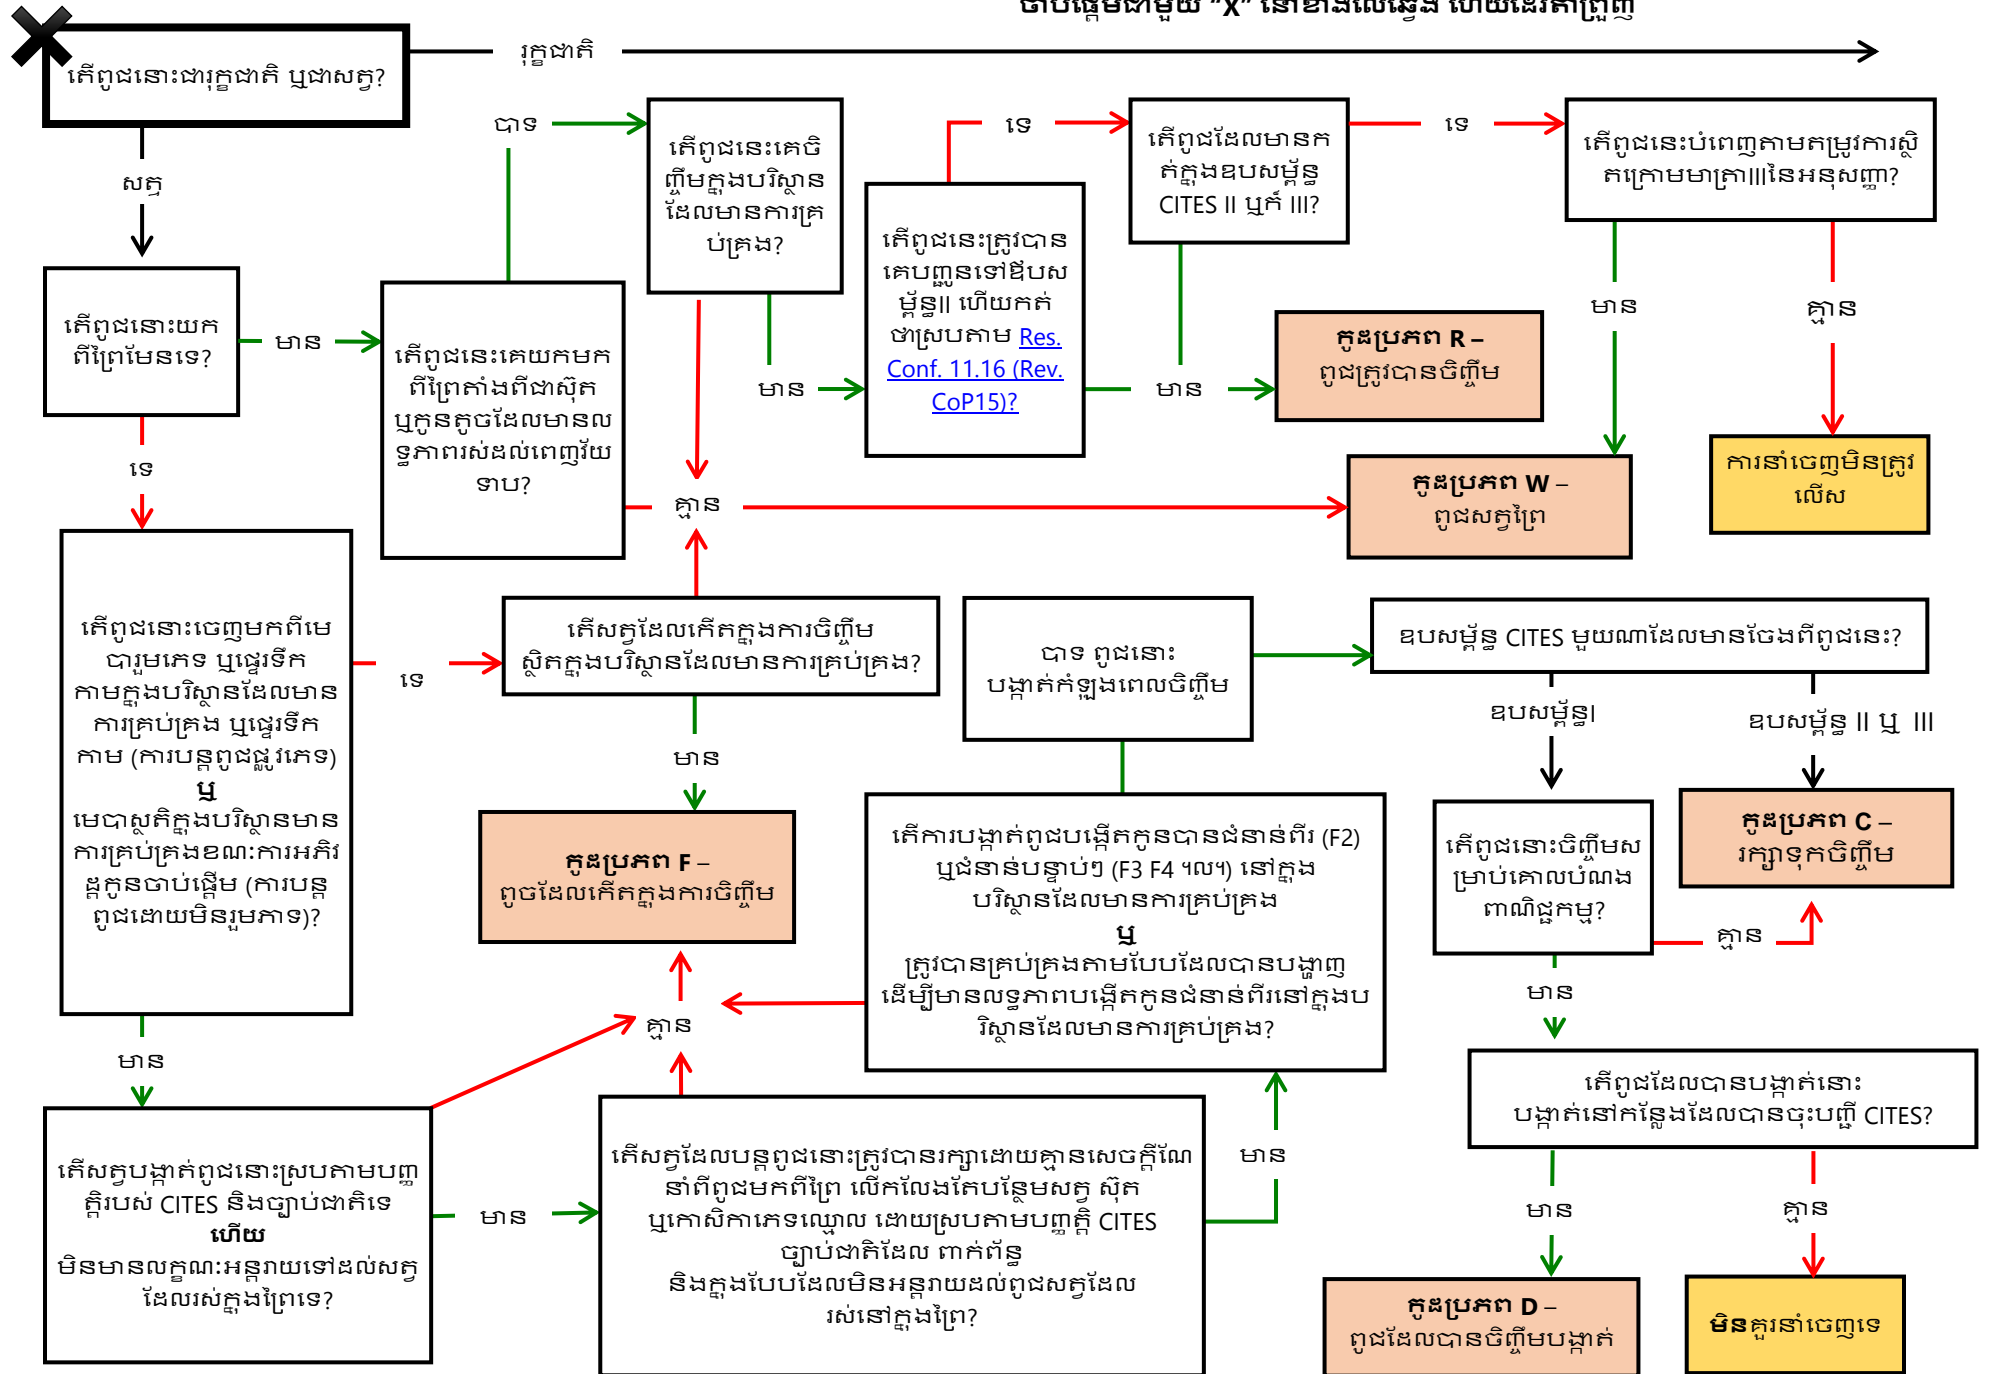 ចាប់ផ្តើមជាមួយ “X” នៅខាងលើឆ្វេង ហើយដើរតាព្រួញ
តើពូជនោះជារុក្ខជាតិ ឬជាសត្វ?
រុក្ខជាតិ
សត្វ
តើពូជនោះយក
ពីព្រៃមែនទេ?
មាន
ទេ
តើពូជនេះគេយកមក
ពីព្រៃតាំងពីជាស៊ុត
ឬកូនតូចដែលមានល
ទ្ធភាពរស់ដល់ពេញវ័យ
ទាប?
បាទ
តើពូជនេះគេចិ
ញ្ចឹមក្នុងបរិស្ថាន
ដែលមានការគ្រ
ប់គ្រង?
មាន
គ្មាន
តើពូជនេះត្រូវបាន
គេបញ្ជូនទៅឪបស
ម្ព័ន្ធ|| ហើយកត់
ថាស្របតាម Res.
Conf. 11.16 (Rev.
CoP15)?
ទេ
មាន
តើពូជដែលមានក
ត់ក្នុងឧបសម្ព័ន្ធ
CITES II ឬក៏ III?
ទេ
តើពូជនេះបំពេញតាមតម្រូវការស្ថិ
តក្រោមមាត្រា|||នៃអនុសញ្ញា?
មាន
គ្មាន
កូដប្រភព R –
ពូជត្រូវបានចិញ្ចឹម
កូដប្រភព W –
ពូជសត្វព្រៃ
ការនាំចេញមិនត្រូវ
លើស
តើពូជនោះចេញមកពីមេ
បារួមភេទ ឬផ្ទេរទឹក
កាមក្នុងបរិស្ថានដែលមាន
ការគ្រប់គ្រង ឬផ្ទេរទឹក
កាម (ការបន្តពូជផ្លូវភេទ)
ឬ
មេបាស្ថតិក្នុងបរិស្ថានមាន
ការគ្រប់គ្រងខណ:ការអភិវ
ឌ្ឍកូនចាប់ផ្តើម (ការបន្ត
ពូជដោយមិនរួមភាទ)?
ទេ
មាន
តើសត្វដែលកើតក្នុងការចិញ្ចឹម
ស្ថិតក្នុងបរិស្ថានដែលមានការគ្រប់គ្រង?
មាន
កូដប្រភព F –
ពូចដែលកើតក្នុងការចិញ្ចឹម
គ្មាន
បាទ ពូជនោះ
បង្កាត់កំឡុងពេលចិញ្ចឹម
តើការបង្កាត់ពូជបង្កើតកូនបានជំនាន់ពីរ (F2)
ឬជំនាន់បន្ទាប់ៗ (F3 F4 ។ល។) នៅក្នុង
បរិស្ថានដែលមានការគ្រប់គ្រង
ឬ
ត្រូវបានគ្រប់គ្រងតាមបែបដែលបានបង្ហាញ
ដើម្បីមានលទ្ធភាពបង្កើតកូនជំនាន់ពីរនៅក្នុងប
រិស្ថានដែលមានការគ្រប់គ្រង?
ឧបសម្ព័ន្ធ CITES មួយណាដែលមានចែងពីពូជនេះ?
ឧបសម្ព័ន្ធ|
ឧបសម្ព័ន្ធ II ឬ III
តើពូជនោះចិញ្ចឹមស
ម្រាប់គោលបំណង
ពាណិជ្ជកម្ម?
គ្មាន
មាន
កូដប្រភព C –
រក្សាទុកចិញ្ចឹម
តើពូជដែលបានបង្កាត់នោះ
បង្កាត់នៅកន្លែងដែលបានចុះបញ្ជី CITES?
មាន
គ្មាន
កូដប្រភព D –
ពូជដែលបានចិញ្ចឹមបង្កាត់
មិនគួរនាំចេញទេ
តើសត្វបង្កាត់ពូជនោះស្របតាមបញ្ញ
ត្តិរបស់ CITES និងច្បាប់ជាតិទេ
ហើយ
មិនមានលក្ខណៈអន្តរាយទៅដល់សត្វ
ដែលរស់ក្នុងព្រៃទេ?
មាន
តើសត្វដែលបន្តពូជនោះត្រូវបានរក្សាដោយគ្មានសេចក្តីណែ
នាំពីពូជមកពីព្រៃ លើកលែងតែបន្ថែមសត្វ ស៊ុត
ឬកោសិកាភេទឈ្មោល ដោយស្របតាមបញ្ញត្តិ CITES
ច្បាប់ជាតិដែល ពាក់ព័ន្ធ
និងក្នុងបែបដែលមិនអន្តរាយដល់ពូជសត្វដែល
រស់នៅក្នុងព្រៃ?
មាន